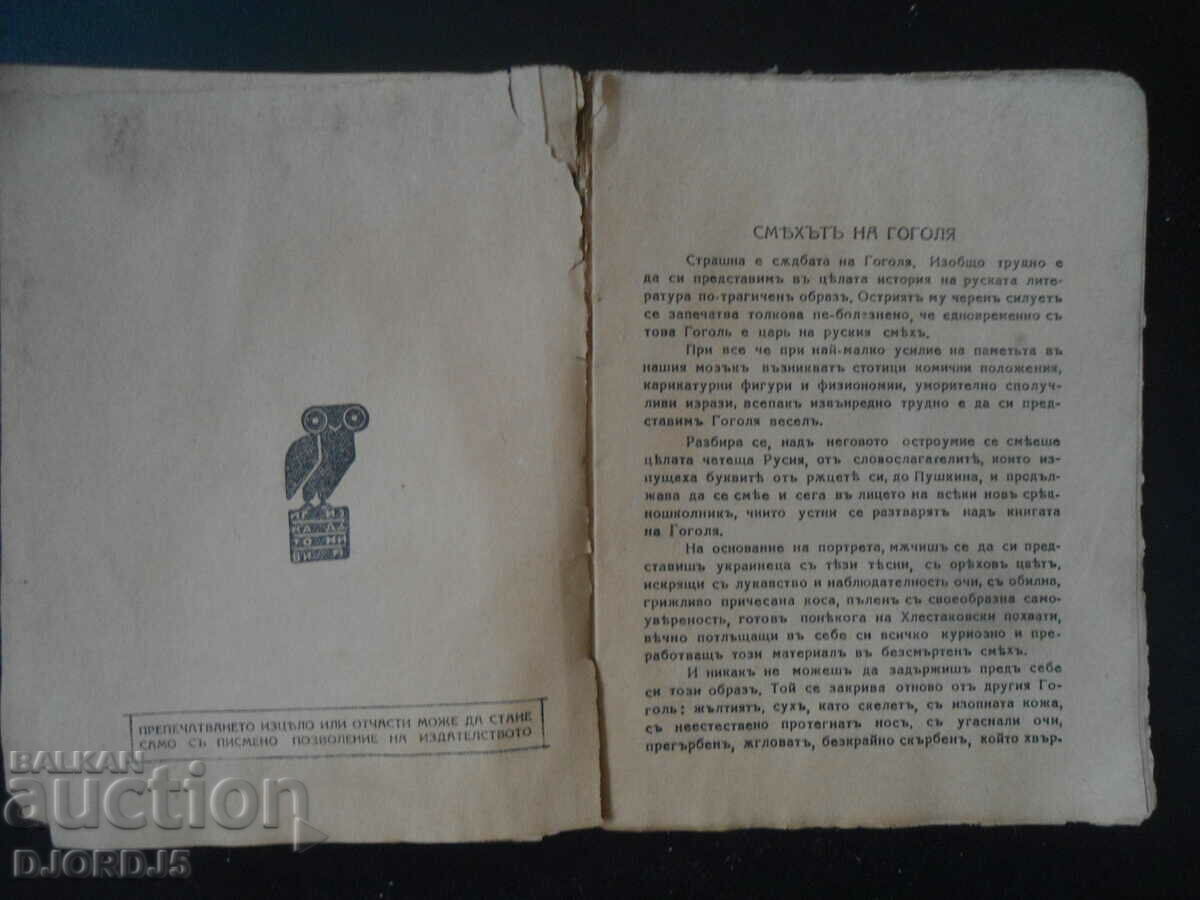 ПРЕПЕЧАТВАНЕТО ИЗЦѢЛО ИЛИ ОТЧАСТИ МОЖЕ ДА СТАНЕ
САМО СЪ ПИСМЕНО ПОЗВОЛЕНИЕ НА ИЗДАТЕЛСТВОТО
BALKAN
auction
DJORDJ5
СМѢХЪТЪ НА ГОГОЛЯ
Страшна е сѫдбата на Гоголя. Изобщо трудно е
да си представимъ въ цѣлата история на руската лите-
ратура по-трагиченъ образъ. Остриятъ му черенъ силуетъ
се запечатва толкова пе-болезнено, че едновременно съ
това Гоголь е царь на руския смѣхъ.
При все че при най-малко усилие на паметьта въ
нашия мозъкъ възникватъ стотици комични положения,
карикатурни фигури и физиономии, уморително сполуч-
ливи изрази, всепакъ извънредно трудно е да си пред-
ставимъ Гоголя веселъ.
Разбира се, надъ неговото остроумие се смѣеше
цѣлата четеща Русия, отъ словослагателитѣ, които из-
пущаха буквитѣ отъ рѫцетѣ си, до Пушкина, и продъл-
жава да се смѣе и сега въ лицето на всѣки новъ срѣд-
ношколник, чиито устни се разтварятъ надъ книгата
на Гоголя.
На основание на портрета, мѫчишъ се да си пред-
ставишъ украинеца съ тѣзи тѣсни, съ орѣховъ цвѣтъ,
искрящи съ лукавство и наблюдателность очи, съ обилна,
грижливо причесана коса, пъленъ съ своеобразна само-
увѣреность, готовъ понѣкога на Хлестаковски похвати,
вѣчно потлъщащи въ себе си всичко куриозно и пре-
работващъ този материалъ въ безсмъртенъ смѣхъ.
И никакъ не можешъ да задържишъ предъ себе
си този образъ. Той се закрива отново отъ другия Го-
голь: жълтиятъ, сухъ, като скелетъ, съ изопната кожа,
съ неестествено протегнатъ носъ, съ угаснали очи,
прегърбенъ, ѫгловатъ, безкрайно скърбенъ, който хвър-